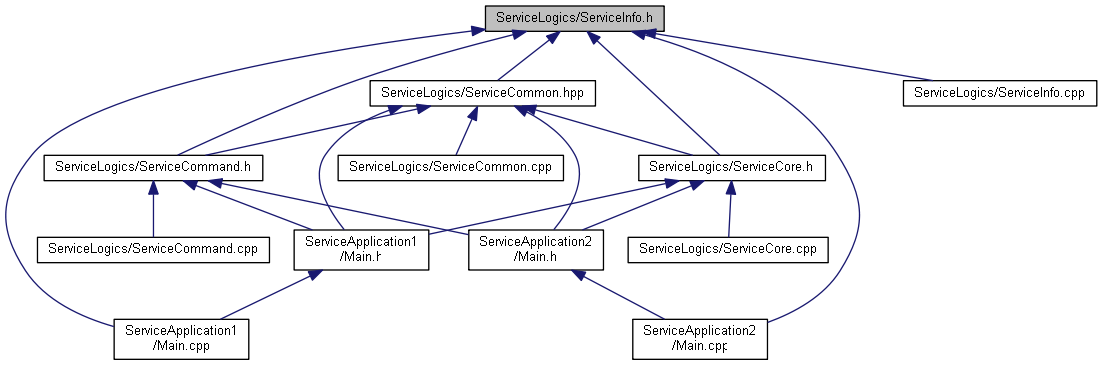 ServiceLogics/ServiceInfo.h
ServiceLogics/ServiceCommon.hpp
ServiceLogics/ServiceInfo.cpp
ServiceLogics/ServiceCommand.h
ServiceLogics/ServiceCommon.cpp
ServiceLogics/ServiceCore.h
ServiceLogics/ServiceCommand.cpp
ServiceApplication1
/Main.h
ServiceApplication2
/Main.h
ServiceLogics/ServiceCore.cpp
ServiceApplication1
/Main.cpp
ServiceApplication2
/Main.cpp